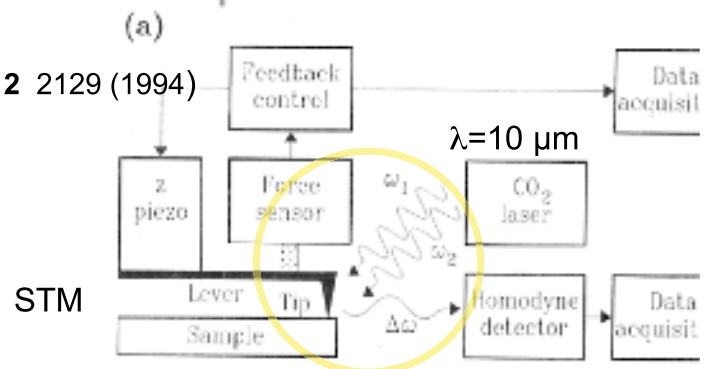 (a)
2 2129 (1994)
Feedback
control
Data
acquisit
λ=10 μm
z
piezo
Force
sensor
ω1
ω2
CO2
laser
STM
Lever
Tip
Sample
Δω
Homodyne
detector
Data
acquisit